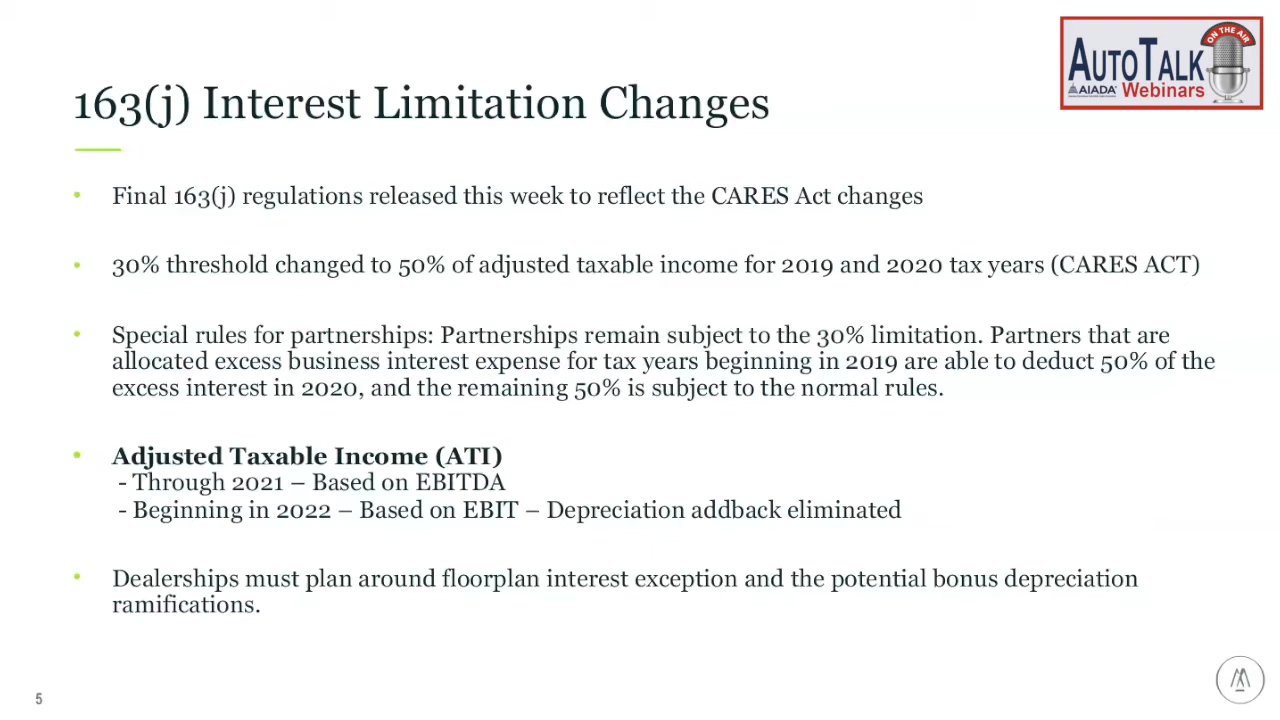 ON THE AIR
AUTOTALK
AIADA Webinars
163(j) Interest Limitation Changes
• Final 163(j) regulations released this week to reflect the CARES Act changes
• 30% threshold changed to 50% of adjusted taxable income for 2019 and 2020 tax years (CARES ACT)
• Special rules for partnerships: Partnerships remain subject to the 30% limitation. Partners that are
allocated excess business interest expense for tax years beginning in 2019 are able to deduct 50% of the
excess interest in 2020, and the remaining 50% is subject to the normal rules.
• Adjusted Taxable Income (ATI)
- Through 2021 – Based on EBITDA
- Beginning in 2022 – Based on EBIT – Depreciation addback eliminated
• Dealerships must plan around floorplan interest exception and the potential bonus depreciation
ramifications.
5